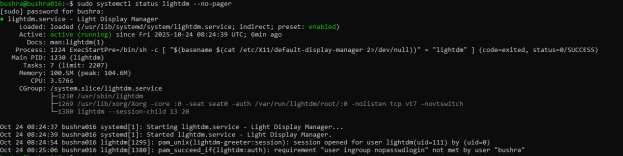 bushra@bushra016:~$ sudo systemctl status lightdm --no-pager
[sudo] password for bushra:
● lightdm.service - Light Display Manager
Loaded: loaded (/usr/lib/systemd/system/lightdm.service; indirect; preset: enabled)
Active: active (running) since Fri 2025-10-24 08:24:39 UTC; 6min ago
Docs: man:lightdm(1)
Process: 1224 ExecStartPre=/bin/sh -c [ "$(basename $(cat /etc/X11/default-display-manager 2>/dev/null))" = "lightdm" ] (code=exited, status=0/SUCCESS)
Main PID: 1230 (lightdm)
Tasks: 7 (limit: 2207)
Memory: 100.5M (peak: 104.6M)
CPU: 3.576s
CGroup: /system.slice/lightdm.service
├─1230 /usr/sbin/lightdm
├─1269 /usr/lib/xorg/Xorg -core :0 -seat seat0 -auth /var/run/lightdm/root/:0 -nolisten tcp vt7 -novtswitch
└─1380 lightdm --session-child 13 20
Oct 24 08:24:37 bushra016 systemd[1]: Starting lightdm.service - Light Display Manager...
Oct 24 08:24:39 bushra016 systemd[1]: Started lightdm.service - Light Display Manager.
Oct 24 08:24:54 bushra016 lightdm[1295]: pam_unix(lightdm-greeter:session): session opened for user lightdm(uid=111) by (uid=0)
Oct 24 08:25:06 bushra016 lightdm[1380]: pam_succeed_if(lightdm:auth): requirement "user ingroup nopasswdlogin" not met by user "bushra"